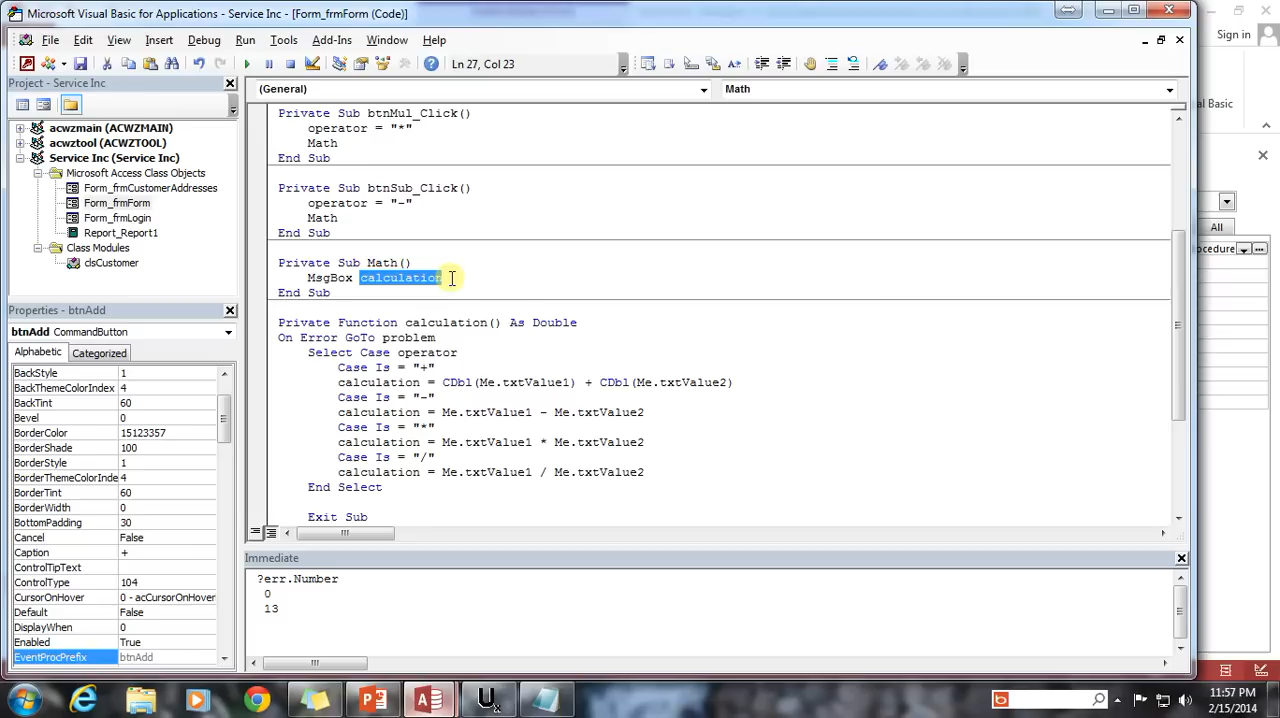 Microsoft Visual Basic for Applications - Service Inc - [Form_frmForm (Code)]
Sign in
File Edit View Insert Debug Run Tools Add-Ins Window Help
Ln 27, Col 23
Project - Service Inc
(General) Math
acwzmain (ACWZMAIN)
acwztool (ACWZTOOL)
Service Inc (Service Inc)
Microsoft Access Class Objects
Form_frmCustomerAddresses
Form_frmForm
Form_frmLogin
Report_Report1
Class Modules
clsCustomer
Private Sub btnMul_Click()
operator = "*"
Math
End Sub
Private Sub btnSub_Click()
operator = "-"
Math
End Sub
Private Sub Math()
MsgBox calculation
End Sub
Private Function calculation() As Double
On Error GoTo problem
Select Case operator
Case Is = "+"
calculation = CDbl(Me.txtValue1) + CDbl(Me.txtValue2)
Case Is = "-"
calculation = Me.txtValue1 - Me.txtValue2
Case Is = "*"
calculation = Me.txtValue1 * Me.txtValue2
Case Is = "/"
calculation = Me.txtValue1 / Me.txtValue2
End Select
Exit Sub
Properties - btnAdd
btnAdd CommandButton
Alphabetic Categorized
BackStyle 1
BackThemeColorIndex 4
BackTint 60
Bevel 0
BorderColor 15123357
BorderShade 100
BorderStyle 1
BorderThemeColorInde 4
BorderTint 60
BorderWidth 0
BottomPadding 30
Cancel False
Caption +
ControlTipText
ControlType 104
CursorOnHover 0 - acCursorOnHover
Default False
DisplayWhen 0
Enabled True
EventProcPrefix btnAdd
Immediate
?err.Number
0
13
ual Basic
All
ocedure
11:57 PM
2/15/2014